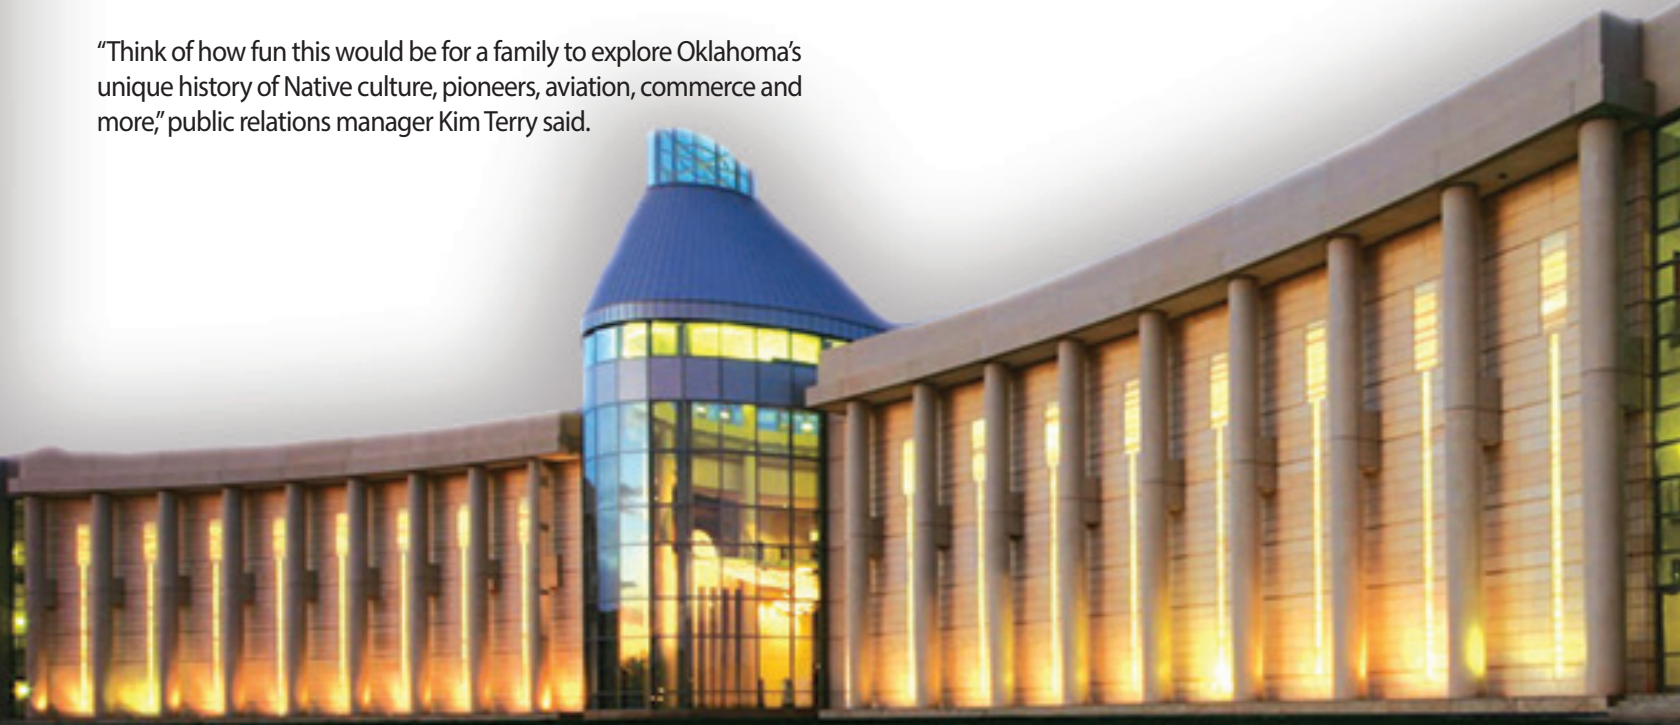 “Think of how fun this would be for a family to explore Oklahoma’s
unique history of Native culture, pioneers, aviation, commerce and
more,” public relations manager Kim Terry said.